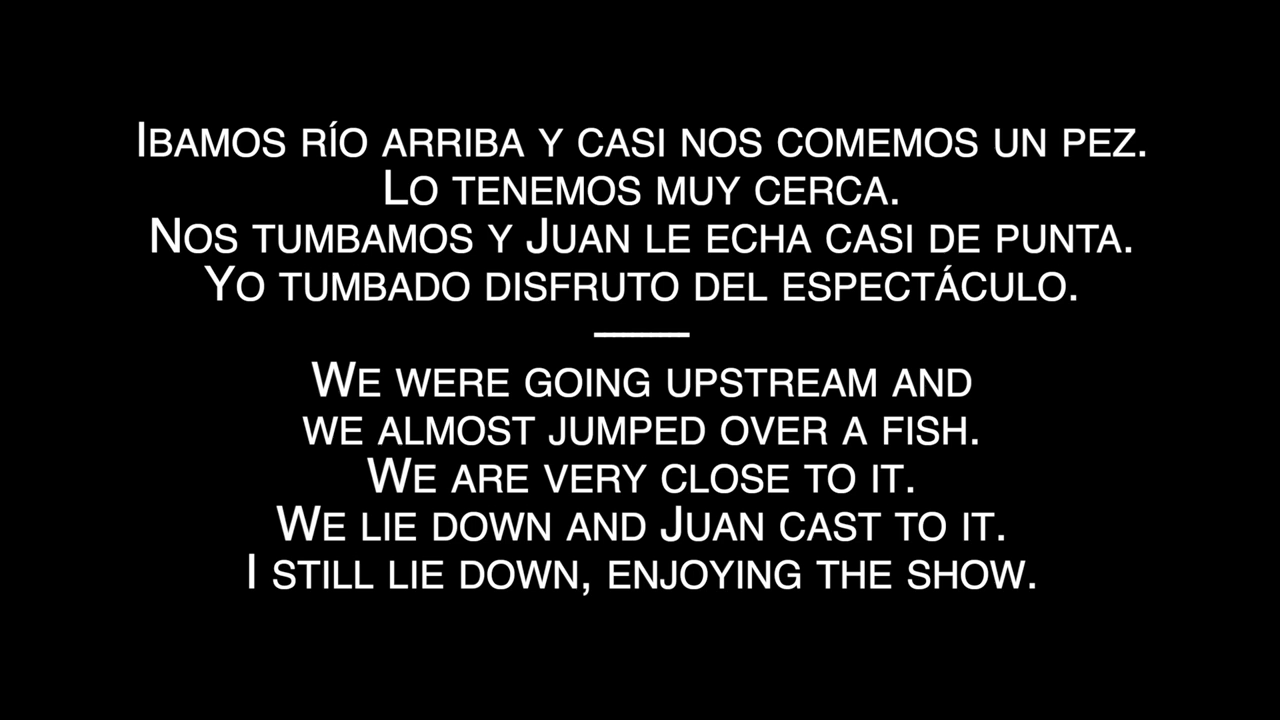 Ibamos río arriba y casi nos comemos un pez.
Lo tenemos muy cerca.
Nos tumbamos y Juan le echa casi de punta.
Yo tumbado disfruto del espectáculo.
We were going upstream and
we almost jumped over a fish.
We are very close to it.
We lie down and Juan cast to it.
I still lie down, enjoying the show.